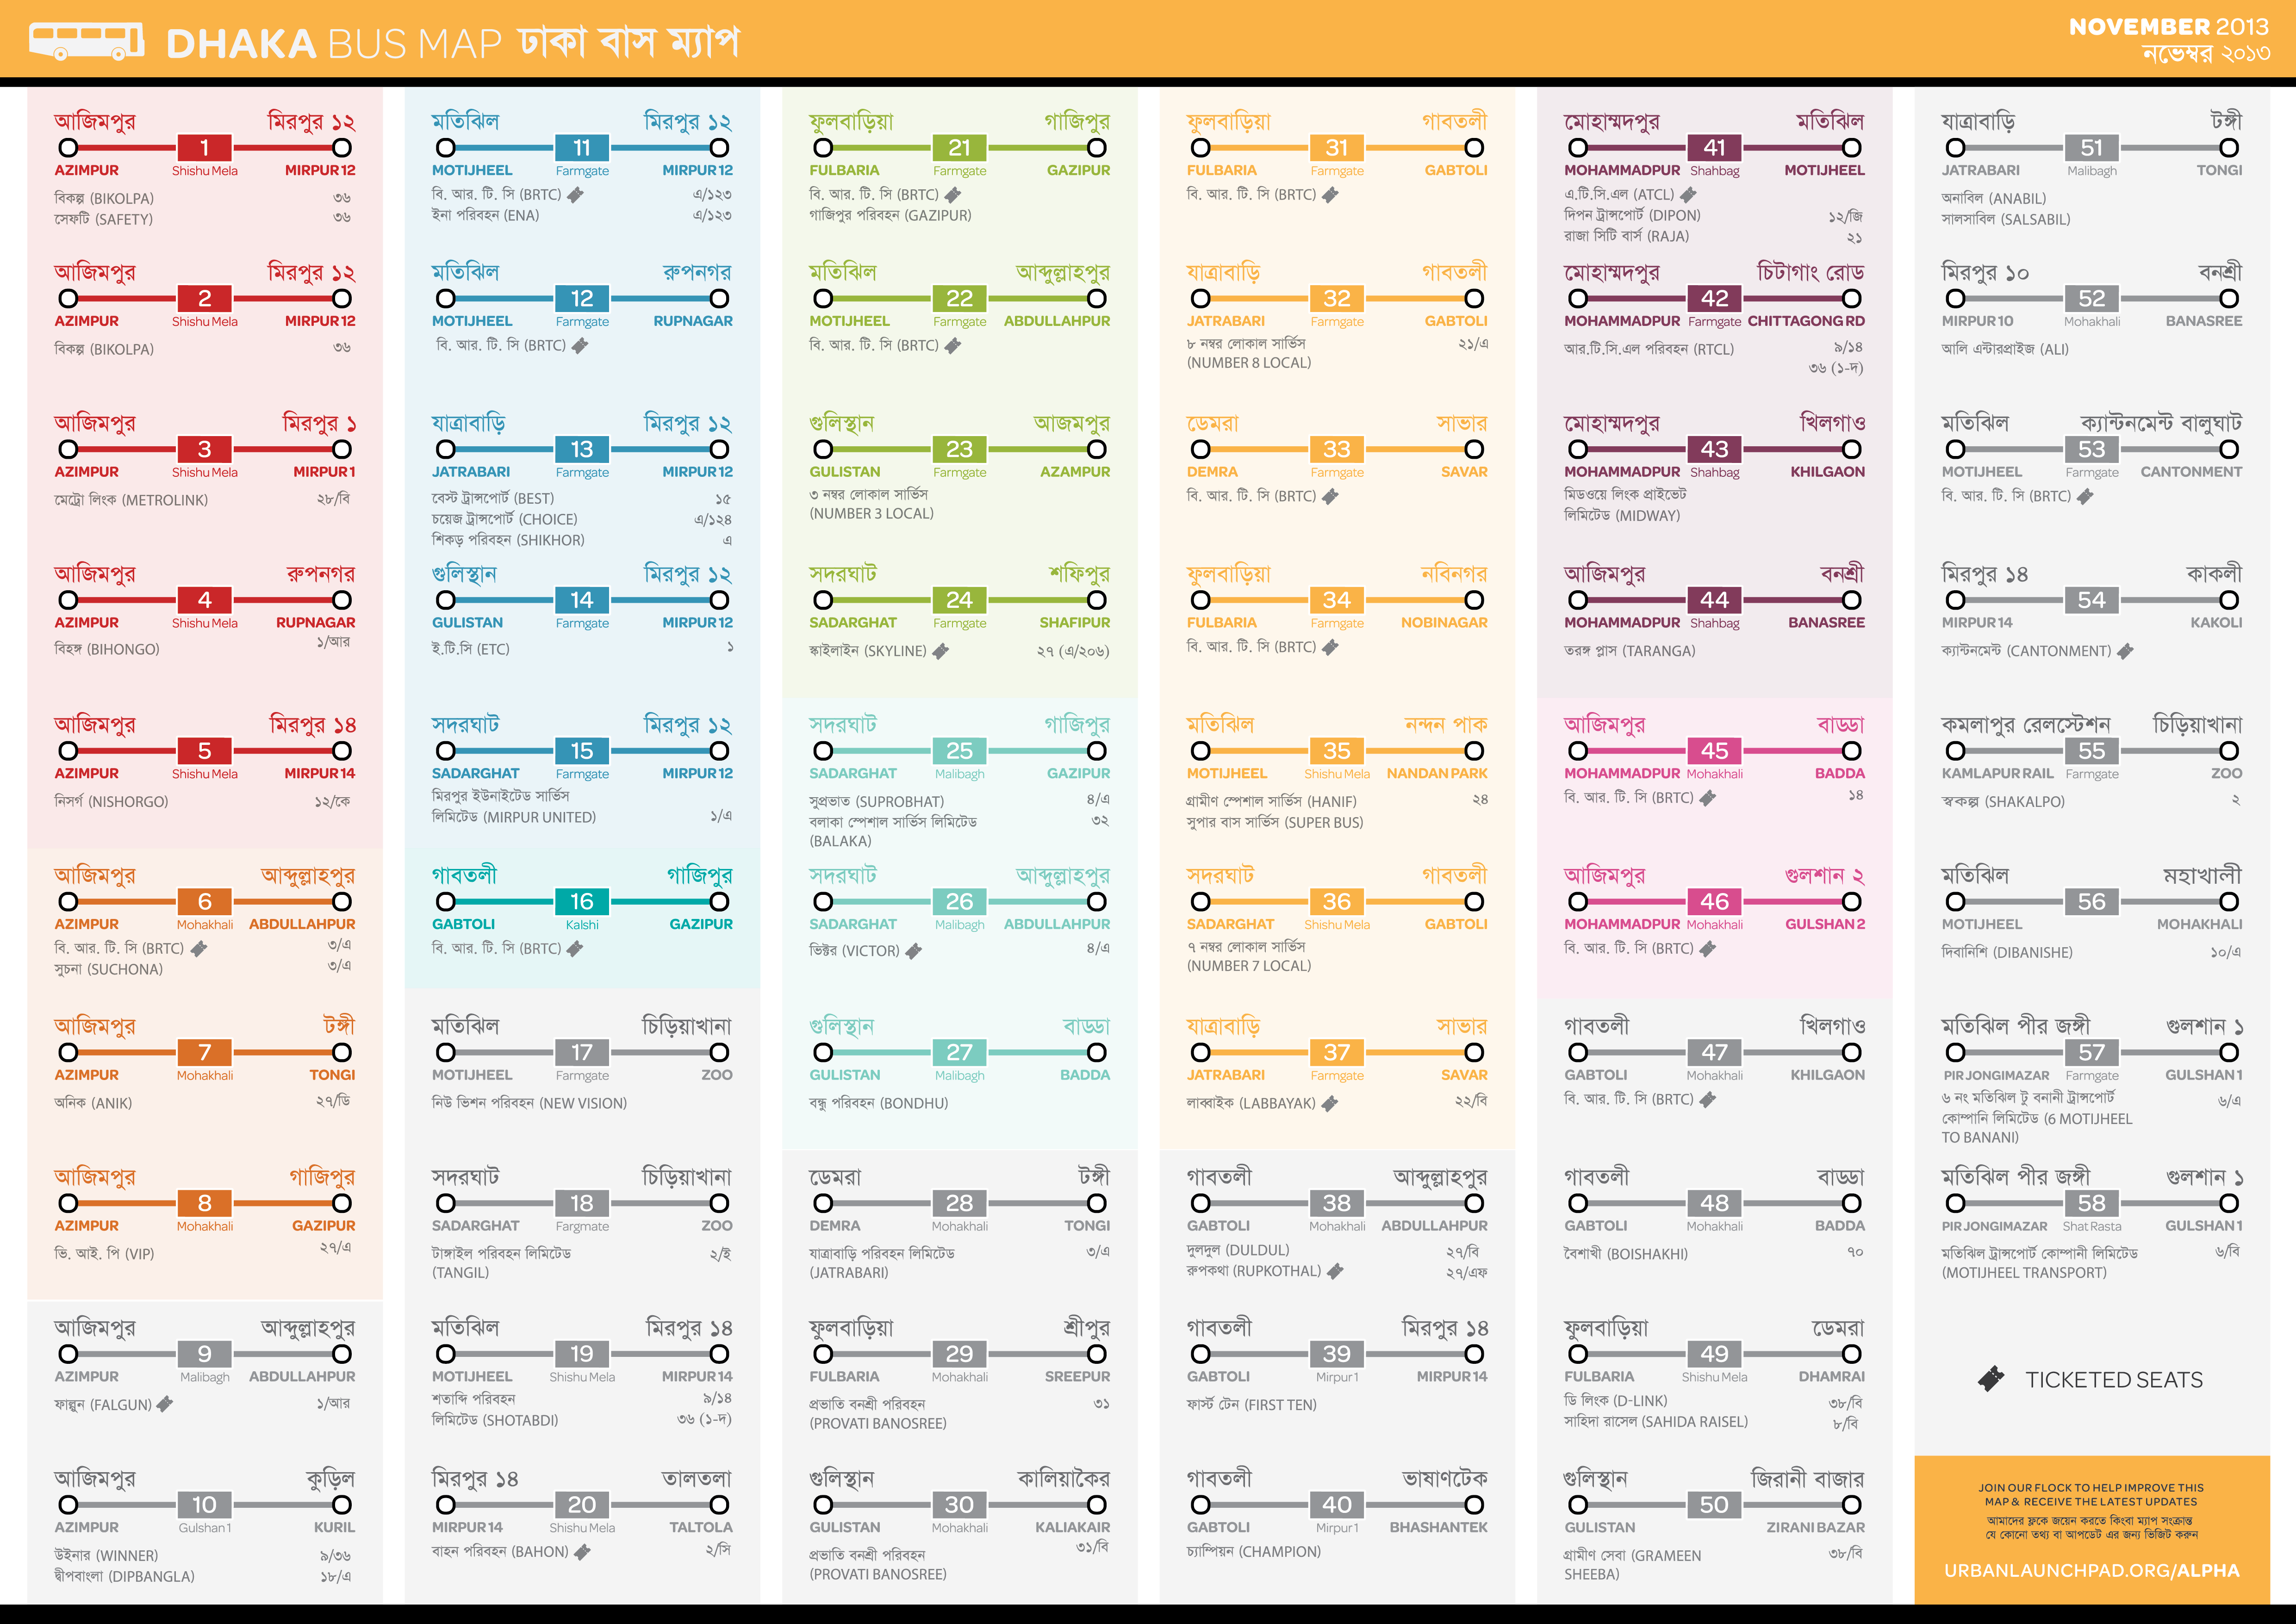 DHAKA BUS MAP ঢাকা বাস ম্যাপ
NOVEMBER 2013
নভেম্বর ২০১৩
আজিমপুর মিরপুর ১২
1
AZIMPUR Shishu Mela MIRPUR 12
বিকল্প (BIKOLPA) ৩৬
সেফটি (SAFETY) ৩৬
আজিমপুর মিরপুর ১২
2
AZIMPUR Shishu Mela MIRPUR 12
বিকল্প (BIKOLPA) ৩৬
আজিমপুর মিরপুর ১
3
AZIMPUR Shishu Mela MIRPUR 1
মেট্রো লিংক (METROLINK) ২৮/বি
আজিমপুর রুপনগর
4
AZIMPUR Shishu Mela RUPNAGAR
বিহঙ্গ (BIHONGO) ১/আর
আজিমপুর মিরপুর ১৪
5
AZIMPUR Shishu Mela MIRPUR 14
নিসর্গ (NISHORGO) ১২/কে
আজিমপুর আব্দুল্লাহপুর
6
AZIMPUR Mohakhali ABDULLAHPUR
বি. আর. টি. সি (BRTC) ৩/এ
সুচনা (SUCHONA) ৩/এ
আজিমপুর টঙ্গী
7
AZIMPUR Mohakhali TONGI
অনিক (ANIK) ২৭/ডি
আজিমপুর গাজিপুর
8
AZIMPUR Mohakhali GAZIPUR
ভি. আই. পি (VIP) ২৭/এ
আজিমপুর আব্দুল্লাহপুর
9
AZIMPUR Malibagh ABDULLAHPUR
ফাল্গুন (FALGUN) ১/আর
আজিমপুর কুড়িল
10
AZIMPUR Gulshan 1 KURIL
উইনার (WINNER) ৯/৩৬
দ্বীপবাংলা (DIPBANGLA) ১৮/এ
মতিঝিল মিরপুর ১২
11
MOTIJHEEL Farmgate MIRPUR 12
বি. আর. টি. সি (BRTC) এ/১২৩
ইনা পরিবহন (ENA) এ/১২৩
মতিঝিল রুপনগর
12
MOTIJHEEL Farmgate RUPNAGAR
বি. আর. টি. সি (BRTC)
যাত্রাবাড়ি মিরপুর ১২
13
JATRABARI Farmgate MIRPUR 12
বেস্ট ট্রান্সপোর্ট (BEST) ১৫
চয়েজ ট্রান্সপোর্ট (CHOICE) এ/১২৪
শিকড় পরিবহন (SHIKHOR) এ
গুলিস্থান মিরপুর ১২
14
GULISTAN Farmgate MIRPUR 12
ই.টি.সি (ETC) ১
সদরঘাট মিরপুর ১২
15
SADARGHAT Farmgate MIRPUR 12
মিরপুর ইউনাইটেড সার্ভিস
লিমিটেড (MIRPUR UNITED) ১/এ
গাবতলী গাজিপুর
16
GABTOLI Kalshi GAZIPUR
বি. আর. টি. সি (BRTC)
মতিঝিল চিড়িয়াখানা
17
MOTIJHEEL Farmgate ZOO
নিউ ভিশন পরিবহন (NEW VISION)
সদরঘাট চিড়িয়াখানা
18
SADARGHAT Fargmate ZOO
টাঙ্গাইল পরিবহন লিমিটেড ২/ই
(TANGIL)
মতিঝিল মিরপুর ১৪
19
MOTIJHEEL Shishu Mela MIRPUR 14
শতাব্দি পরিবহন ৯/১৪
লিমিটেড (SHOTABDI) ৩৬ (১-দ)
মিরপুর ১৪ তালতলা
20
MIRPUR 14 Shishu Mela TALTOLA
বাহন পরিবহন (BAHON) ২/সি
ফুলবাড়িয়া গাজিপুর
21
FULBARIA Farmgate GAZIPUR
বি. আর. টি. সি (BRTC)
গাজিপুর পরিবহন (GAZIPUR)
মতিঝিল আব্দুল্লাহপুর
22
MOTIJHEEL Farmgate ABDULLAHPUR
বি. আর. টি. সি (BRTC)
গুলিস্থান আজমপুর
23
GULISTAN Farmgate AZAMPUR
৩ নম্বর লোকাল সার্ভিস
(NUMBER 3 LOCAL)
সদরঘাট শফিপুর
24
SADARGHAT Farmgate SHAFIPUR
স্কাইলাইন (SKYLINE) ২৭ (এ/২০৬)
সদরঘাট গাজিপুর
25
SADARGHAT Malibagh GAZIPUR
সুপ্রভাত (SUPROBHAT) ৪/এ
বলাকা স্পেশাল সার্ভিস লিমিটেড ৩২
(BALAKA)
সদরঘাট আব্দুল্লাহপুর
26
SADARGHAT Malibagh ABDULLAHPUR
ভিক্টর (VICTOR) ৪/এ
গুলিস্থান বাড্ডা
27
GULISTAN Malibagh BADDA
বন্ধু পরিবহন (BONDHU)
ডেমরা টঙ্গী
28
DEMRA Mohakhali TONGI
যাত্রাবাড়ি পরিবহন লিমিটেড ৩/এ
(JATRABARI)
ফুলবাড়িয়া শ্রীপুর
29
FULBARIA Mohakhali SREEPUR
প্রভাতি বনশ্রী পরিবহন ৩১
(PROVATI BANOSREE)
গুলিস্থান কালিয়াকৈর
30
GULISTAN Mohakhali KALIAKAIR
প্রভাতি বনশ্রী পরিবহন ৩১/বি
(PROVATI BANOSREE)
ফুলবাড়িয়া গাবতলী
31
FULBARIA Farmgate GABTOLI
বি. আর. টি. সি (BRTC)
যাত্রাবাড়ি গাবতলী
32
JATRABARI Farmgate GABTOLI
৮ নম্বর লোকাল সার্ভিস ২১/এ
(NUMBER 8 LOCAL)
ডেমরা সাভার
33
DEMRA Farmgate SAVAR
বি. আর. টি. সি (BRTC)
ফুলবাড়িয়া নবিনগর
34
FULBARIA Farmgate NOBINAGAR
বি. আর. টি. সি (BRTC)
মতিঝিল নন্দন পাক
35
MOTIJHEEL Shishu Mela NANDAN PARK
গ্রামীণ স্পেশাল সার্ভিস (HANIF) ২৪
সুপার বাস সার্ভিস (SUPER BUS)
সদরঘাট গাবতলী
36
SADARGHAT Shishu Mela GABTOLI
৭ নম্বর লোকাল সার্ভিস
(NUMBER 7 LOCAL)
যাত্রাবাড়ি সাভার
37
JATRABARI Farmgate SAVAR
লাব্বাইক (LABBAYAK) ২২/বি
গাবতলী আব্দুল্লাহপুর
38
GABTOLI Mohakhali ABDULLAHPUR
দুলদুল (DULDUL) ২৭/বি
রুপকথা (RUPKOTHAL) ২৭/এফ
গাবতলী মিরপুর ১৪
39
GABTOLI Mirpur 1 MIRPUR 14
ফার্স্ট টেন (FIRST TEN)
গাবতলী ভাষাণটেক
40
GABTOLI Mirpur 1 BHASHANTEK
চ্যাম্পিয়ন (CHAMPION)
মোহাম্মদপুর মতিঝিল
41
MOHAMMADPUR Shahbag MOTIJHEEL
এ.টি.সি.এল (ATCL)
দিপন ট্রান্সপোর্ট (DIPON) ১২/জি
রাজা সিটি বার্স (RAJA) ২১
মোহাম্মদপুর চিটাগাং রোড
42
MOHAMMADPUR Farmgate CHITTAGONG RD
আর.টি.সি.এল পরিবহন (RTCL) ৯/১৪
৩৬ (১-দ)
মোহাম্মদপুর খিলগাও
43
MOHAMMADPUR Shahbag KHILGAON
মিডওয়ে লিংক প্রাইভেট
লিমিটেড (MIDWAY)
আজিমপুর বনশ্রী
44
MOHAMMADPUR Shahbag BANASREE
তরঙ্গ প্লাস (TARANGA)
আজিমপুর বাড্ডা
45
MOHAMMADPUR Mohakhali BADDA
বি. আর. টি. সি (BRTC) ১৪
আজিমপুর গুলশান ২
46
MOHAMMADPUR Mohakhali GULSHAN 2
বি. আর. টি. সি (BRTC)
গাবতলী খিলগাও
47
GABTOLI Mohakhali KHILGAON
বি. আর. টি. সি (BRTC)
গাবতলী বাড্ডা
48
GABTOLI Mohakhali BADDA
বৈশাখী (BOISHAKHI) ৭০
ফুলবাড়িয়া ডেমরা
49
FULBARIA Shishu Mela DHAMRAI
ডি লিংক (D-LINK) ৩৮/বি
সাহিদা রাসেল (SAHIDA RAISEL) ৮/বি
গুলিস্থান জিরানী বাজার
50
GULISTAN ZIRANI BAZAR
গ্রামীণ সেবা (GRAMEEN ৩৮/বি
SHEEBA)
যাত্রাবাড়ি টঙ্গী
51
JATRABARI Malibagh TONGI
অনাবিল (ANABIL)
সালসাবিল (SALSABIL)
মিরপুর ১০ বনশ্রী
52
MIRPUR 10 Mohakhali BANASREE
আলি এন্টারপ্রাইজ (ALI)
মতিঝিল ক্যান্টনমেন্ট বালুঘাট
53
MOTIJHEEL Farmgate CANTONMENT
বি. আর. টি. সি (BRTC)
মিরপুর ১৪ কাকলী
54
MIRPUR 14 KAKOLI
ক্যান্টনমেন্ট (CANTONMENT)
কমলাপুর রেলস্টেশন চিড়িয়াখানা
55
KAMLAPUR RAIL Farmgate ZOO
স্বকল্প (SHAKALPO) ২
মতিঝিল মহাখালী
56
MOTIJHEEL MOHAKHALI
দিবানিশি (DIBANISHE) ১০/এ
মতিঝিল পীর জঙ্গী গুলশান ১
57
PIR JONGIMAZAR Farmgate GULSHAN 1
৬ নং মতিঝিল টু বনানী ট্রান্সপোর্ট ৬/এ
কোম্পানি লিমিটেড (6 MOTIJHEEL
TO BANANI)
মতিঝিল পীর জঙ্গী গুলশান ১
58
PIR JONGIMAZAR Shat Rasta GULSHAN 1
মতিঝিল ট্রান্সপোর্ট কোম্পানী লিমিটেড ৬/বি
(MOTIJHEEL TRANSPORT)
TICKETED SEATS
JOIN OUR FLOCK TO HELP IMPROVE THIS
MAP & RECEIVE THE LATEST UPDATES
আমাদের ফ্লকে জয়েন করতে কিংবা ম্যাপ সংক্রান্ত
যে কোনো তথ্য বা আপডেট এর জন্য ভিজিট করুন
URBANLAUNCHPAD.ORG/ALPHA